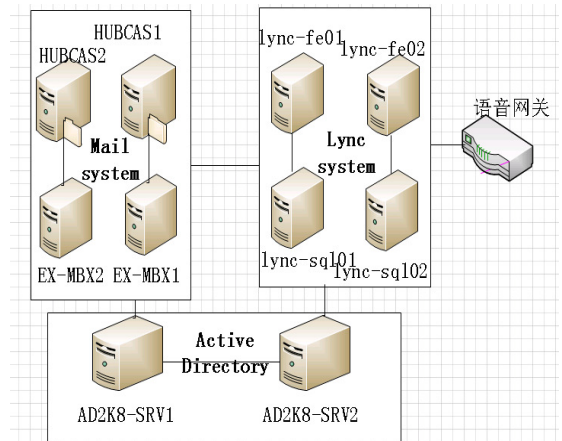 HUBCAS1
HUBCAS2
Mail
system
EX-MBX2
EX-MBX1
lync-fe01
lync-fe02
Lync
system
lync-sql01
lync-sql02
语音网关
Active
Directory
AD2K8-SRV1
AD2K8-SRV2